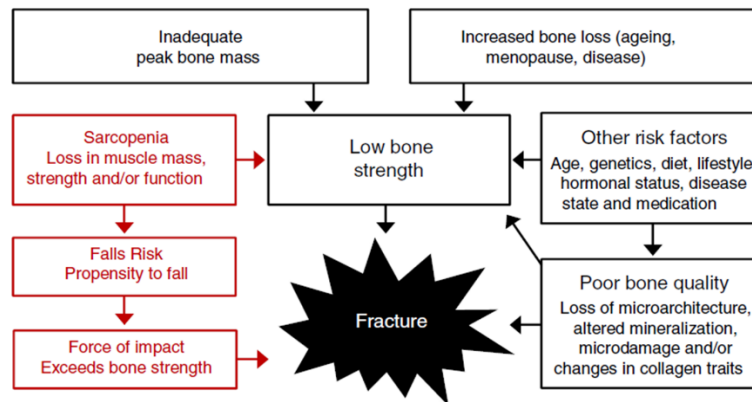 Inadequate
peak bone mass
Increased bone loss (ageing,
menopause, disease)
Sarcopenia
Loss in muscle mass,
strength and/or function
Low bone
strength
Other risk factors
Age, genetics, diet, lifestyle
hormonal status, disease
state and medication
Falls Risk
Propensity to fall
Poor bone quality
Loss of microarchitecture,
altered mineralization,
microdamage and/or
changes in collagen traits
Fracture
Force of impact
Exceeds bone strength